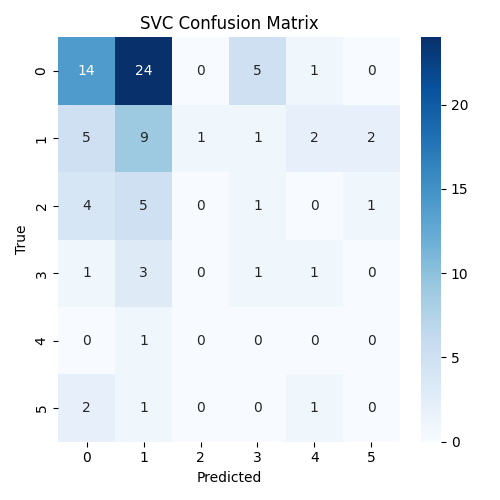 SVC Confusion Matrix
0 14 24 0 5 1 0
1 5 9 1 1 2 2
2 4 5 0 1 0 1
3 1 3 0 1 1 0
4 0 1 0 0 0 0
5 2 1 0 0 1 0
0 1 2 3 4 5
Predicted
True
20
15
10
5
0